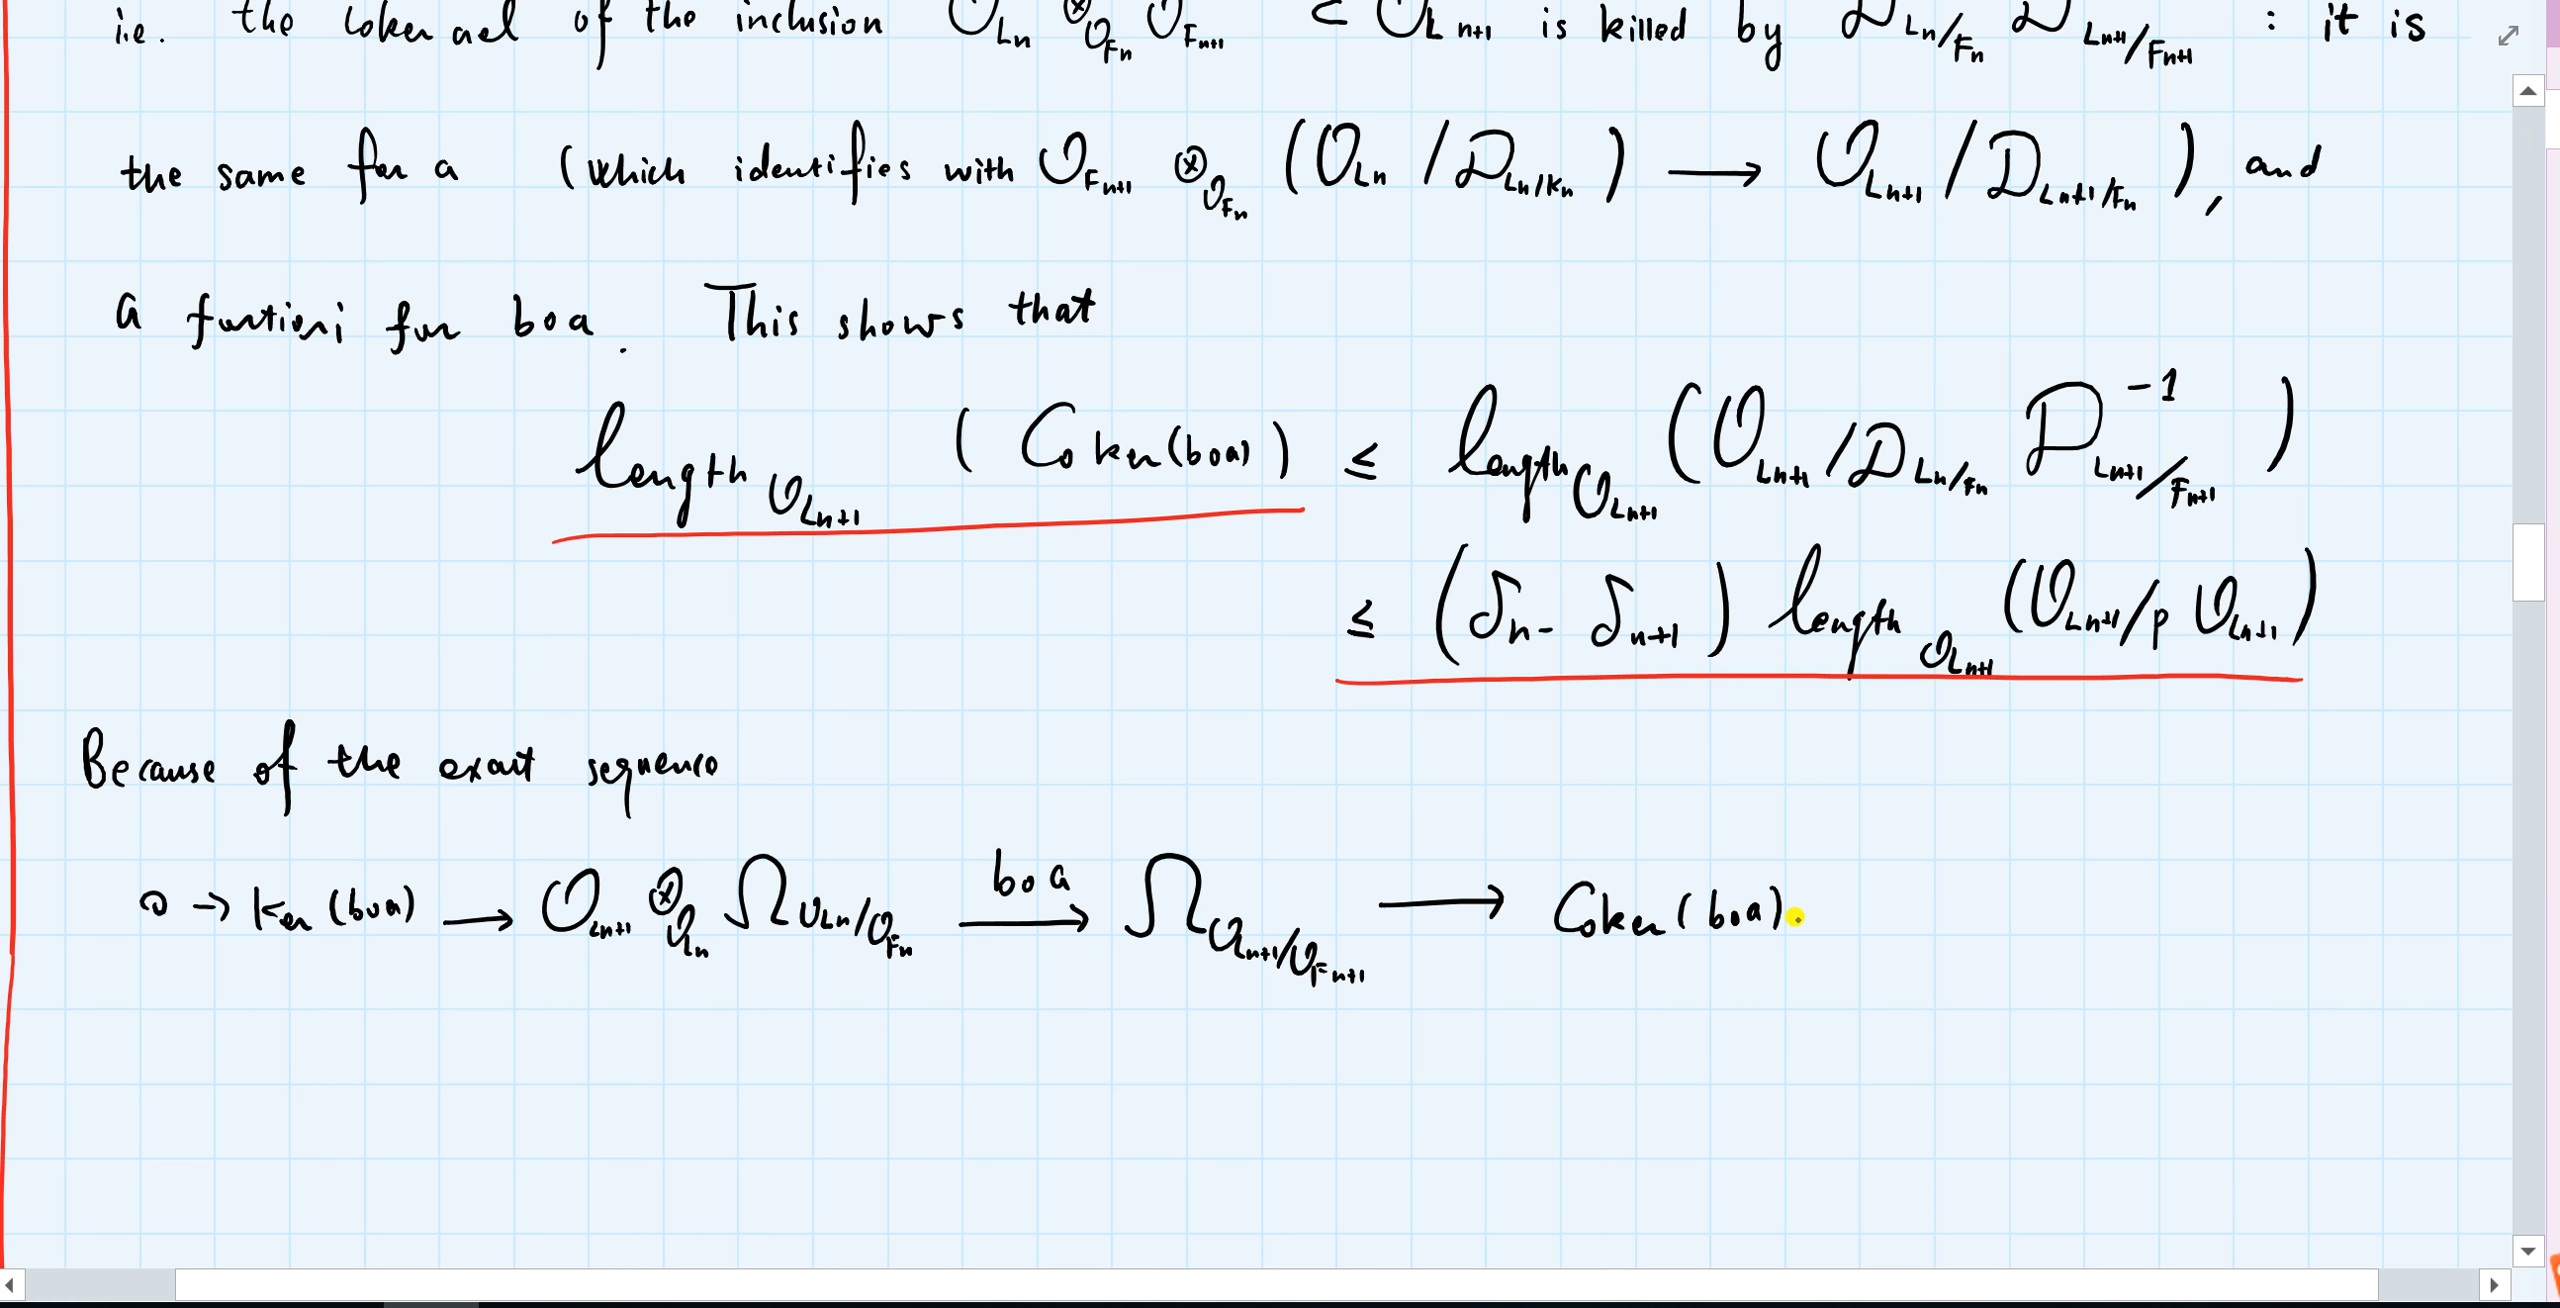 i.e. the cokernel of the inclusion O_{L_n} ⊗_{O_{F_n}} O_{F_{n+1}} ⊂ O_{L_{n+1}} is killed by D_{L_n/F_n} D_{L_{n+1}/F_{n+1}} : it is
the same for a (which identifies with O_{F_{n+1}} ⊗_{O_{F_n}} (O_{L_n} / D_{L_n/K_n}) → O_{L_{n+1}} / D_{L_{n+1}/F_n}), and
a fortiori for b∘a. This shows that
length_{O_{L_{n+1}}} (Coker(b∘a)) ≤ length_{O_{L_{n+1}}} (O_{L_{n+1}} / D_{L_n/F_n} D^{-1}_{L_{n+1}/F_{n+1}})
≤ (δ_n - δ_{n+1}) length_{O_{L_{n+1}}} (O_{L_{n+1}} / p O_{L_{n+1}})
Because of the exact sequence
0 → Ker(b∘a) → O_{L_{n+1}} ⊗_{O_{L_n}} Ω_{O_{L_n}/O_{F_n}} →^{b∘a} Ω_{O_{L_{n+1}}/O_{F_{n+1}}} → Coker(b∘a)